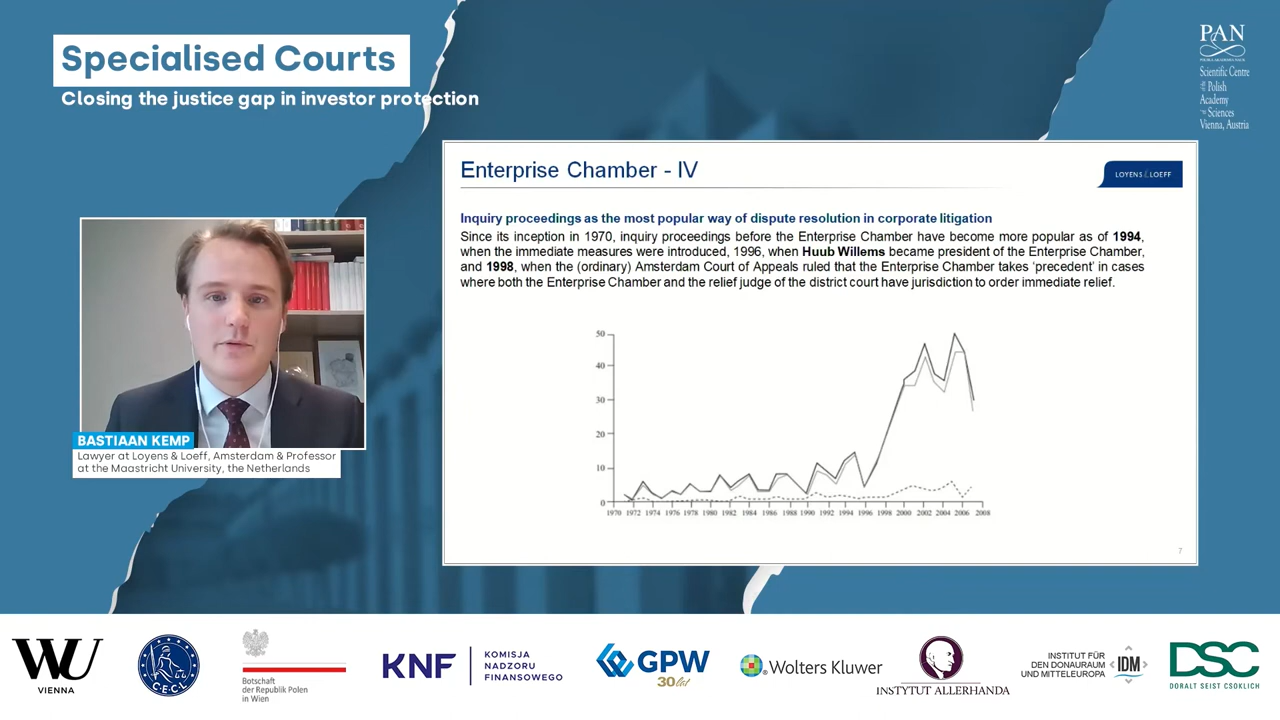 Specialised Courts
Closing the justice gap in investor protection
PAN
POLSKA AKADEMIA NAUK
Scientific Centre
of Polish
Academy
Sciences
Vienna, Austria
Enterprise Chamber - IV
LOYENS & LOEFF
Inquiry proceedings as the most popular way of dispute resolution in corporate litigation
Since its inception in 1970, inquiry proceedings before the Enterprise Chamber have become more popular as of 1994,
when the immediate measures were introduced, 1996, when Huub Willems became president of the Enterprise Chamber,
and 1998, when the (ordinary) Amsterdam Court of Appeals ruled that the Enterprise Chamber takes ‘precedent’ in cases
where both the Enterprise Chamber and the relief judge of the district court have jurisdiction to order immediate relief.
50
40
30
20
10
0
1970 1972 1974 1976 1978 1980 1982 1984 1986 1988 1990 1992 1994 1996 1998 2000 2002 2004 2006 2008
7
BASTIAAN KEMP
Lawyer at Loyens & Loeff, Amsterdam & Professor
at the Maastricht University, the Netherlands
WU
VIENNA
C·E·C·L
Botschaft
der Republik Polen
in Wien
KNF
KOMISJA
NADZORU
FINANSOWEGO
GPW
30 lat
Wolters Kluwer
INSTYTUT ALLERHANDA
INSTITUT FÜR
DEN DONAURAUM
UND MITTELEUROPA
IDM
DSC
DORALT SEIST CSOKLICH